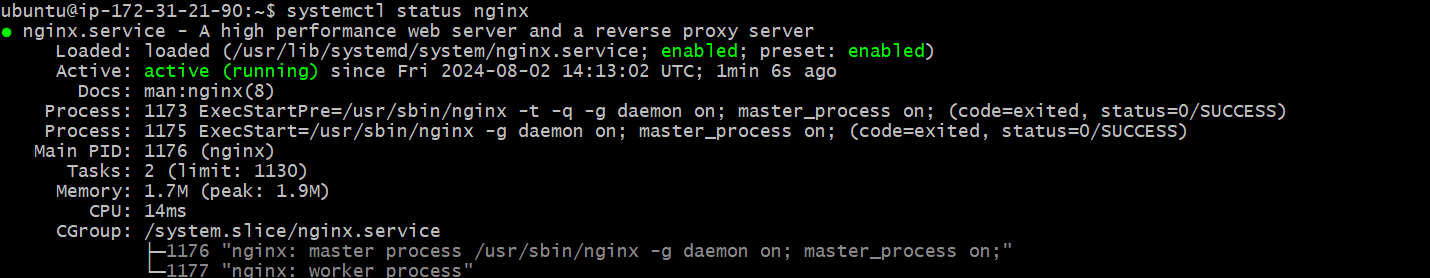 ubuntu@ip-172-31-21-90:~$ systemctl status nginx
● nginx.service - A high performance web server and a reverse proxy server
     Loaded: loaded (/usr/lib/systemd/system/nginx.service; enabled; preset: enabled)
     Active: active (running) since Fri 2024-08-02 14:13:02 UTC; 1min 6s ago
       Docs: man:nginx(8)
    Process: 1173 ExecStartPre=/usr/sbin/nginx -t -q -g daemon on; master_process on; (code=exited, status=0/SUCCESS)
    Process: 1175 ExecStart=/usr/sbin/nginx -g daemon on; master_process on; (code=exited, status=0/SUCCESS)
   Main PID: 1176 (nginx)
      Tasks: 2 (limit: 1130)
     Memory: 1.7M (peak: 1.9M)
        CPU: 14ms
     CGroup: /system.slice/nginx.service
             ├─1176 "nginx: master process /usr/sbin/nginx -g daemon on; master_process on;"
             └─1177 "nginx: worker process"